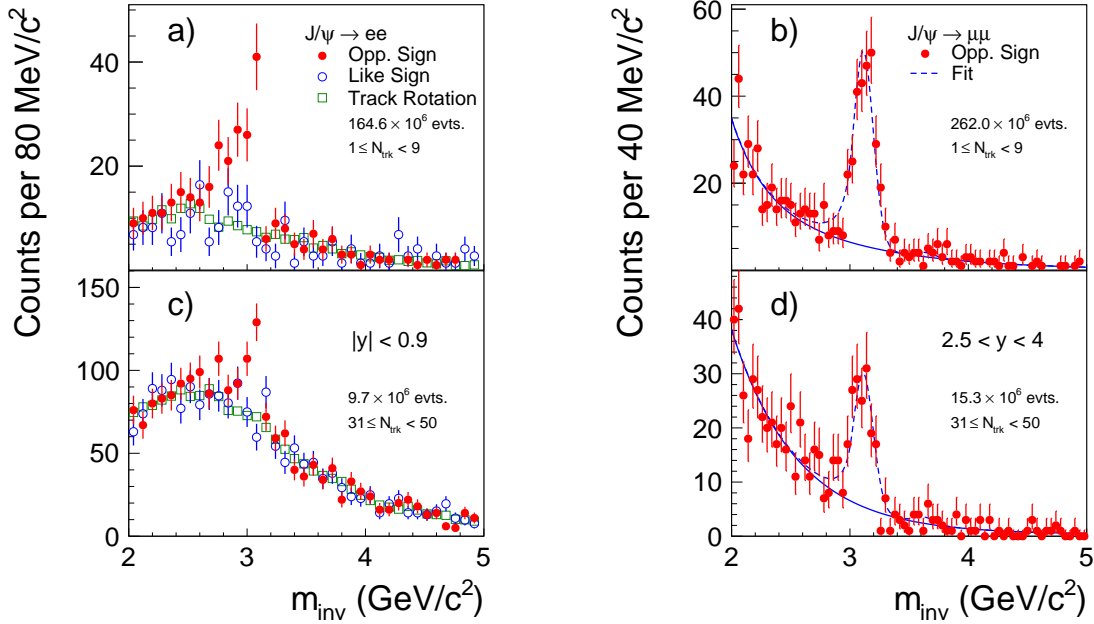 a)
J/ψ → ee
Opp. Sign
Like Sign
Track Rotation
164.6 × 10⁶ evts.
1 ≤ N_trk < 9
Counts per 80 MeV/c²
20
40
b)
J/ψ → μμ
Opp. Sign
Fit
262.0 × 10⁶ evts.
1 ≤ N_trk < 9
Counts per 40 MeV/c²
0
20
40
60
c)
|y| < 0.9
9.7 × 10⁶ evts.
31 ≤ N_trk < 50
0
50
100
150
2
3
4
5
m_inv (GeV/c²)
d)
2.5 < y < 4
15.3 × 10⁶ evts.
31 ≤ N_trk < 50
0
10
20
30
40
2
3
4
5
m_inv (GeV/c²)